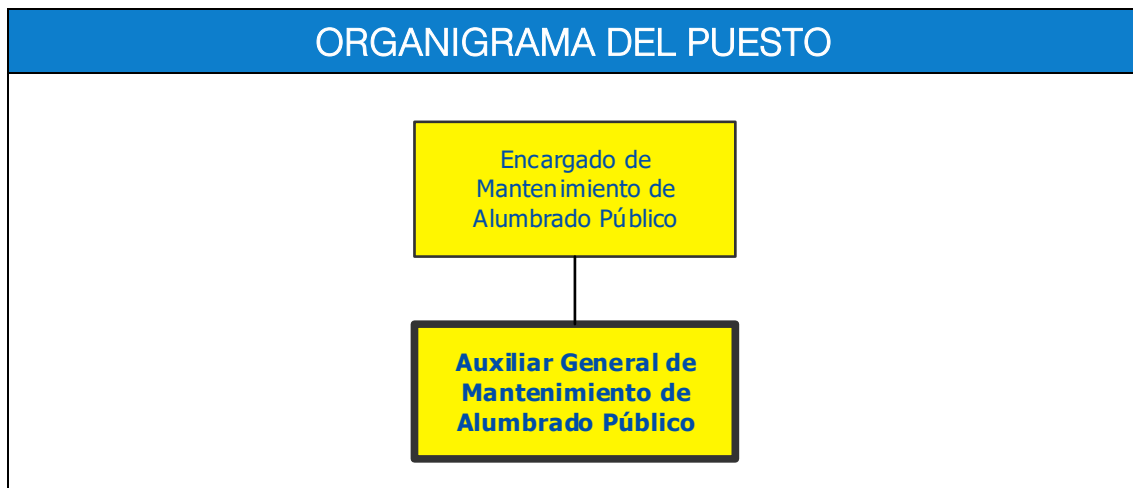 ORGANIGRAMA DEL PUESTO
Encargado de
Mantenimiento de
Alumbrado Público
Auxiliar General de
Mantenimiento de
Alumbrado Público